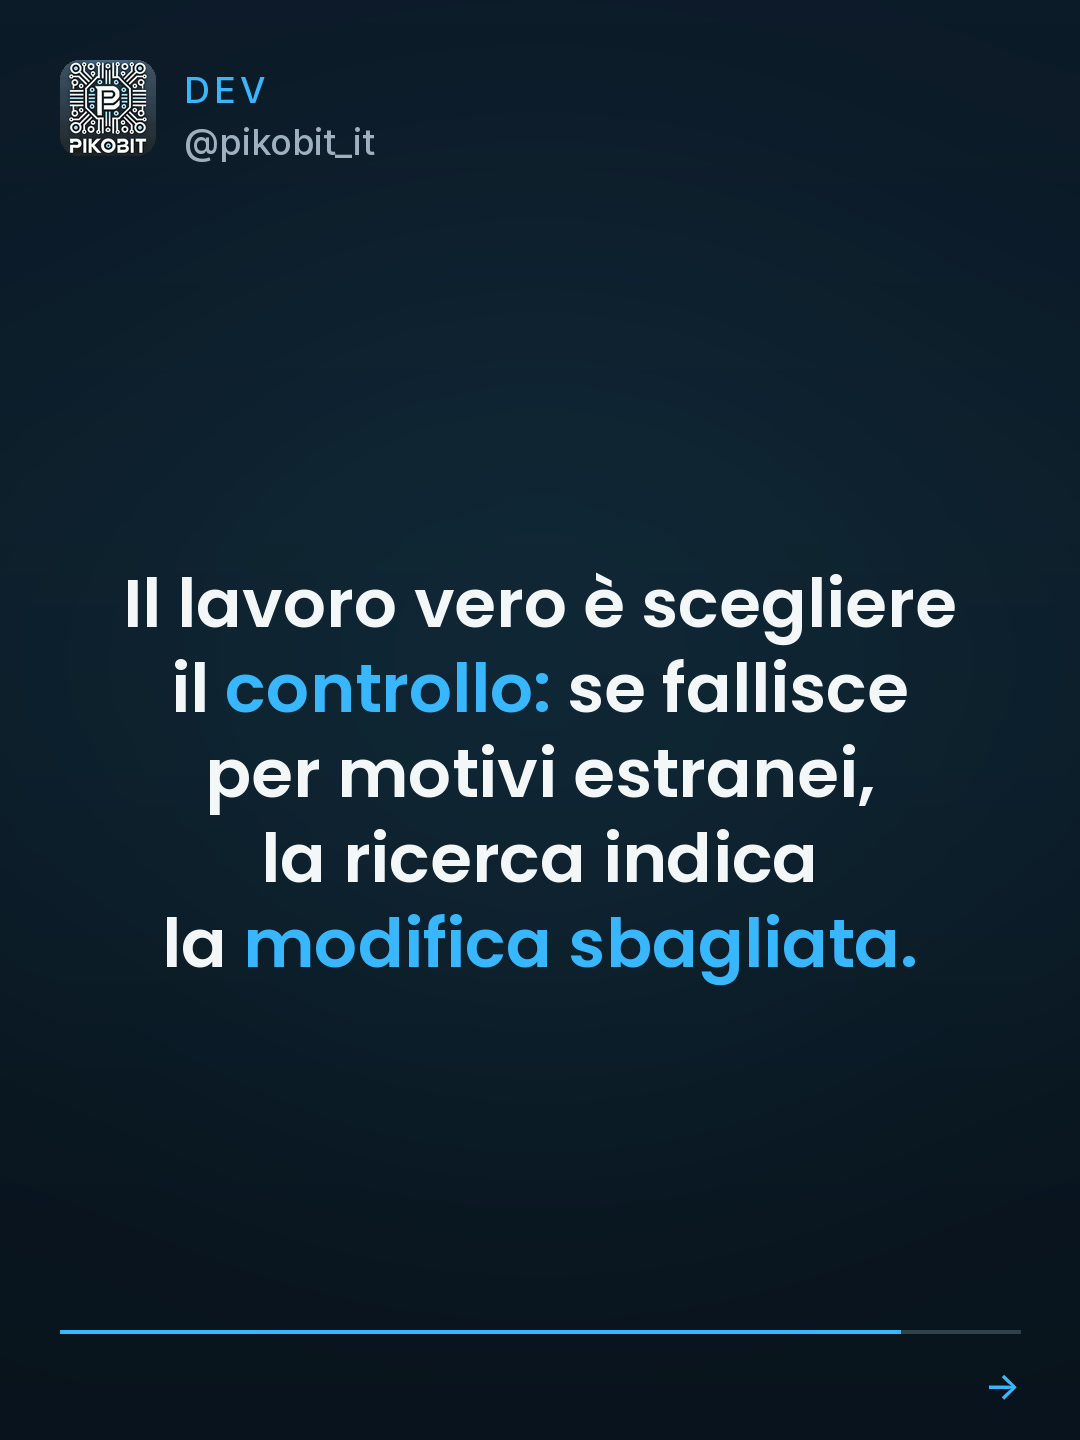 PIKOBIT
DEV
@pikobit_it
Il lavoro vero è scegliere
il controllo: se fallisce
per motivi estranei,
la ricerca indica
la modifica sbagliata.